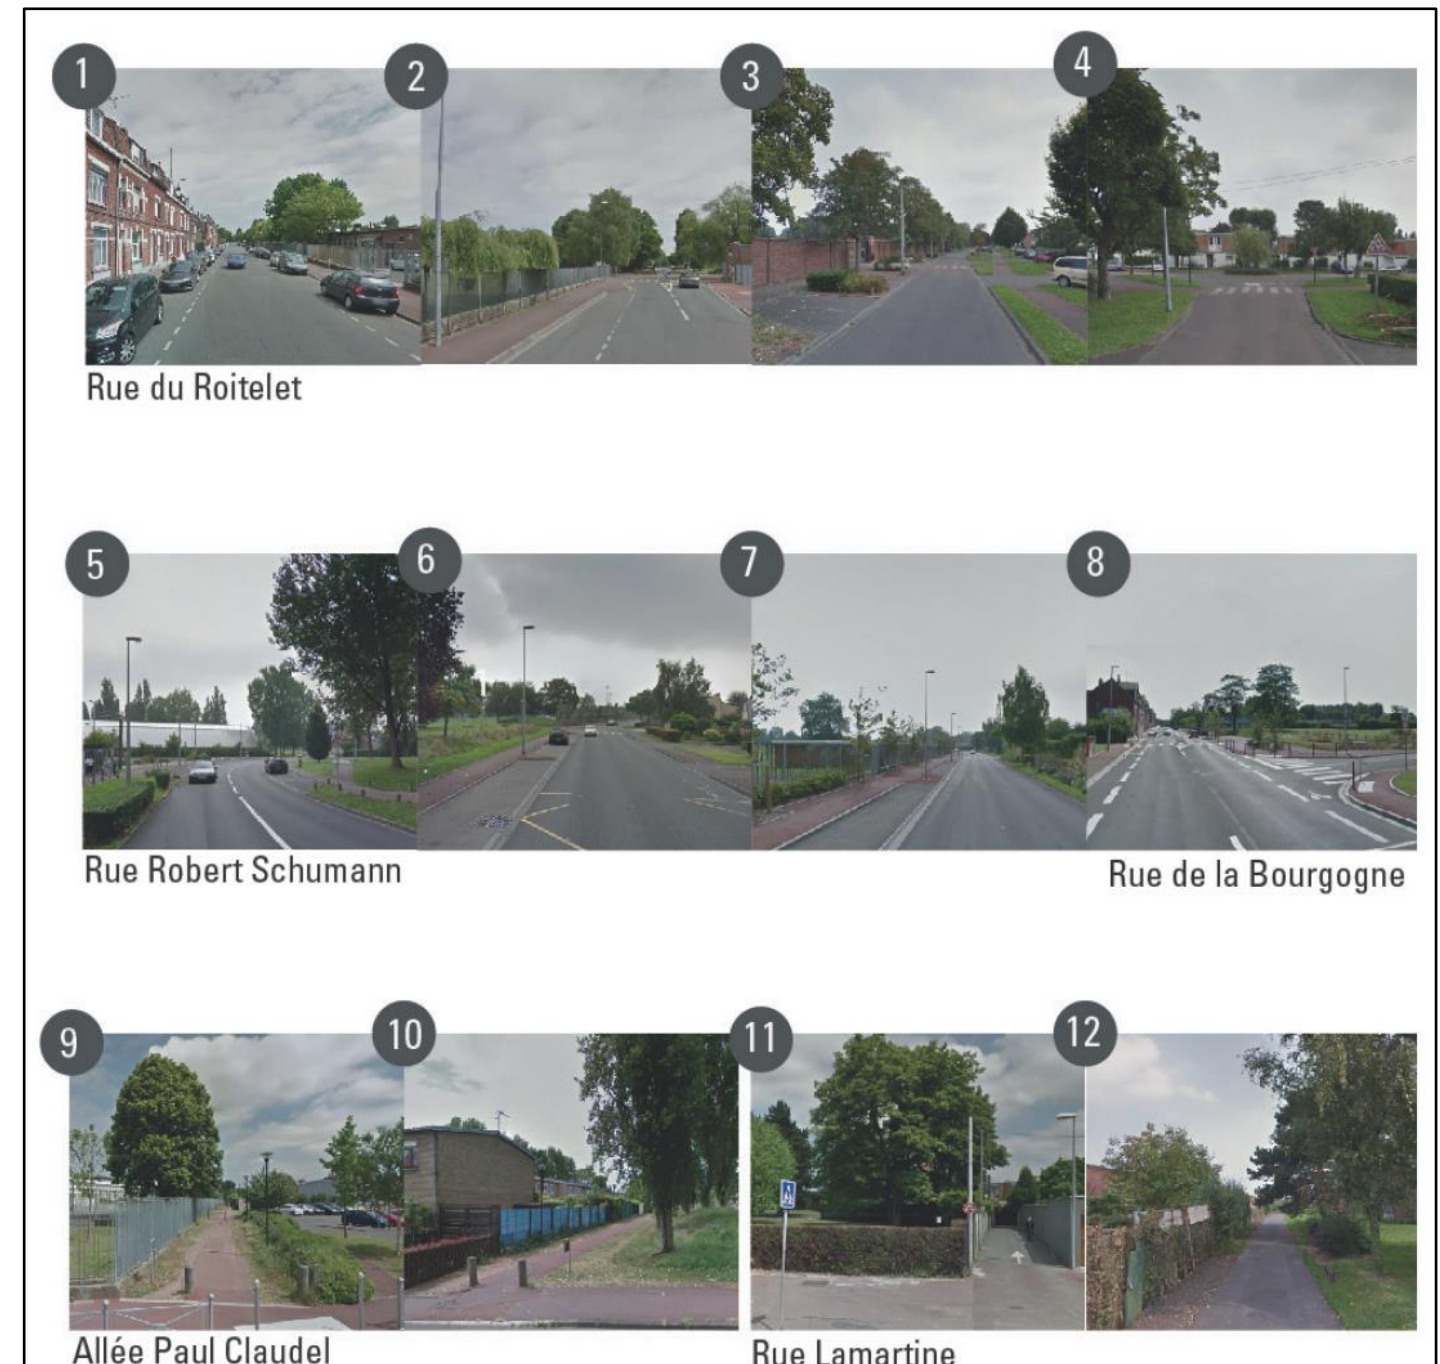 1 2 3 4
Rue du Roitelet
5 6 7 8
Rue Robert Schumann
Rue de la Bourgogne
9 10 11 12
Allée Paul Claudel
Rue Lamartine